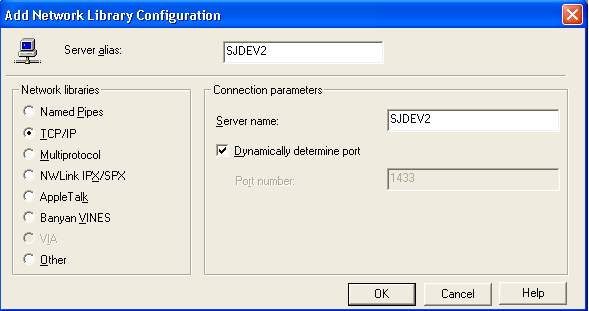 Add Network Library Configuration
Server alias: SJDEV2
Network libraries
Named Pipes
TCP/IP
Multiprotocol
NWLink IPX/SPX
AppleTalk
Banyan VINES
VIA
Other
Connection parameters
Server name: SJDEV2
Dynamically determine port
Port number: 1433
OK Cancel Help